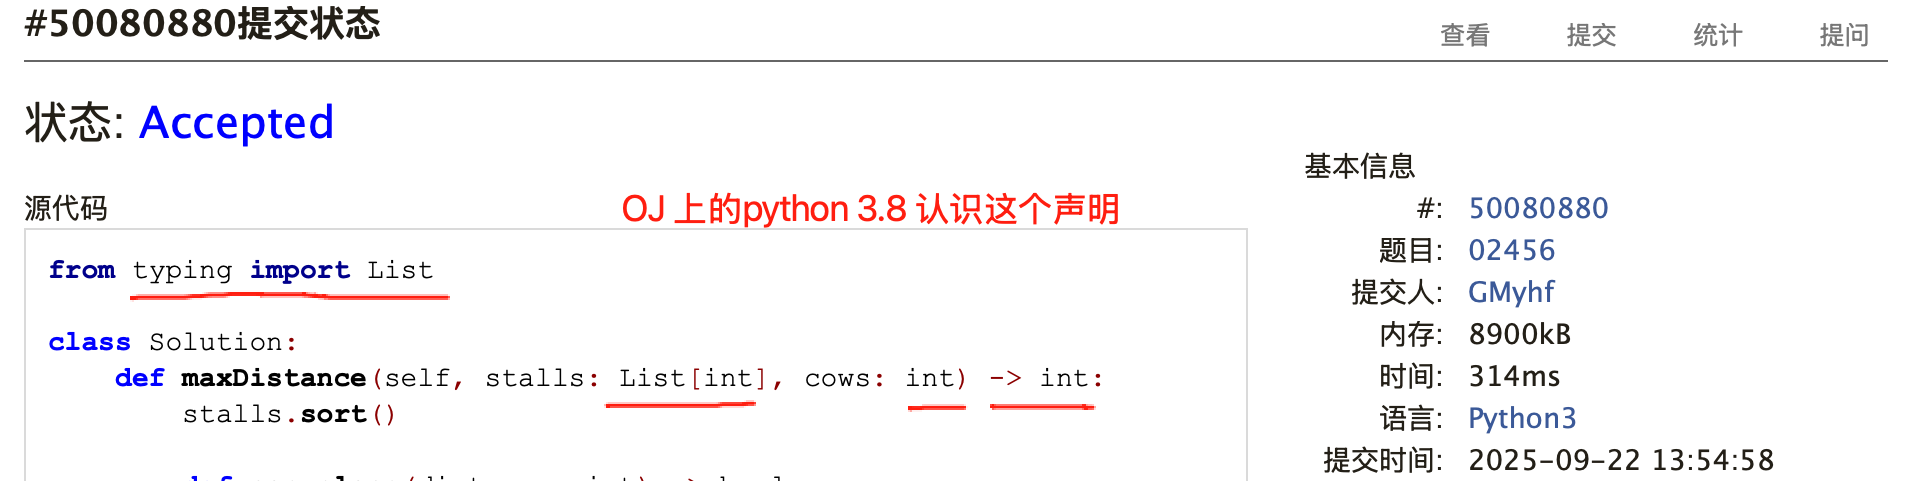 #50080880提交状态
查看 提交 统计 提问
状态: Accepted
基本信息
源代码
OJ 上的python 3.8 认识这个声明
#: 50080880
题目: 02456
提交人: GMyhf
内存: 8900kB
时间: 314ms
语言: Python3
提交时间: 2025-09-22 13:54:58
from typing import List
class Solution:
def maxDistance(self, stalls: List[int], cows: int) -> int:
stalls.sort()